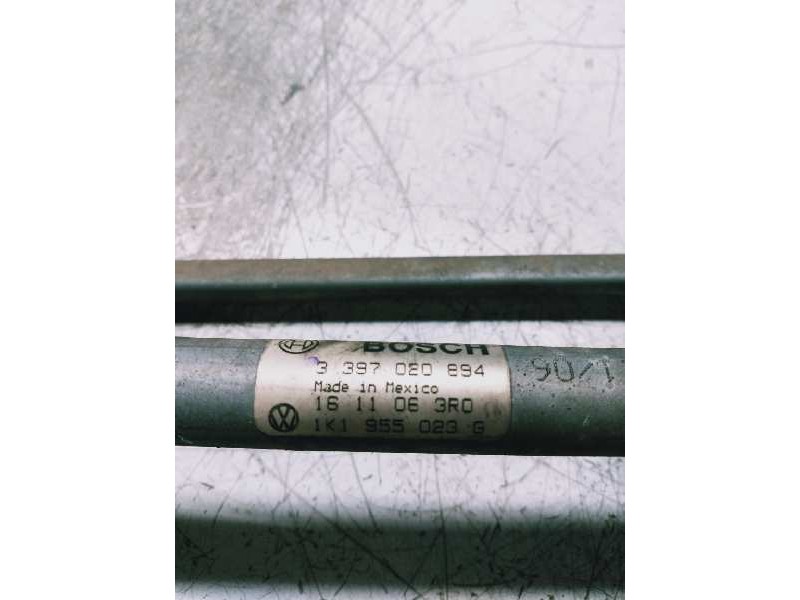 BOSCH
3 397 020 894
Made in Mexico
16 11 06 3R0
1K1 955 023 G